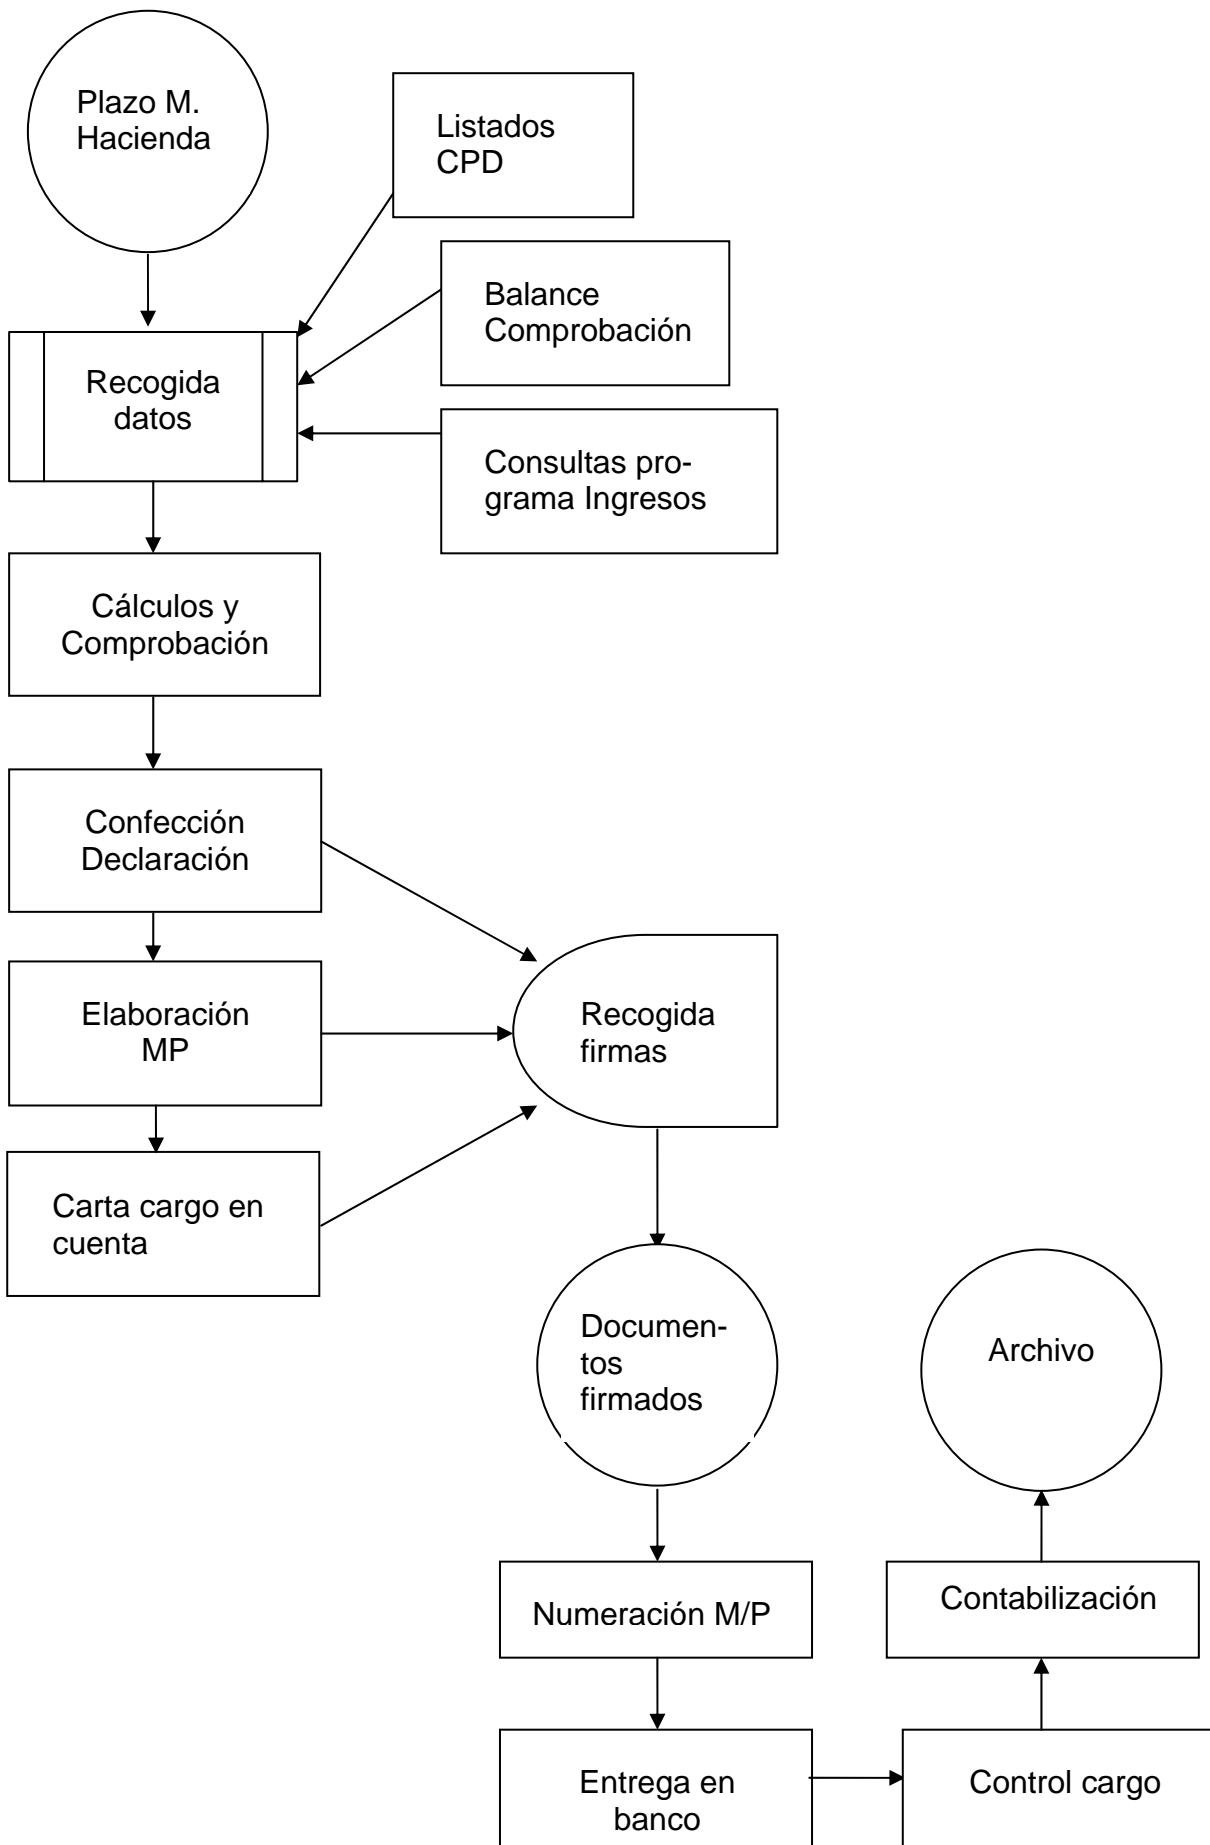 Plazo M.
Hacienda
Listados
CPD
Balance
Comprobación
Recogida
datos
Consultas pro-
grama Ingresos
Cálculos y
Comprobación
Confección
Declaración
Elaboración
MP
Recogida
firmas
Carta cargo en
cuenta
Documen-
tos
firmados
Archivo
Numeración M/P
Contabilización
Entrega en
banco
Control cargo